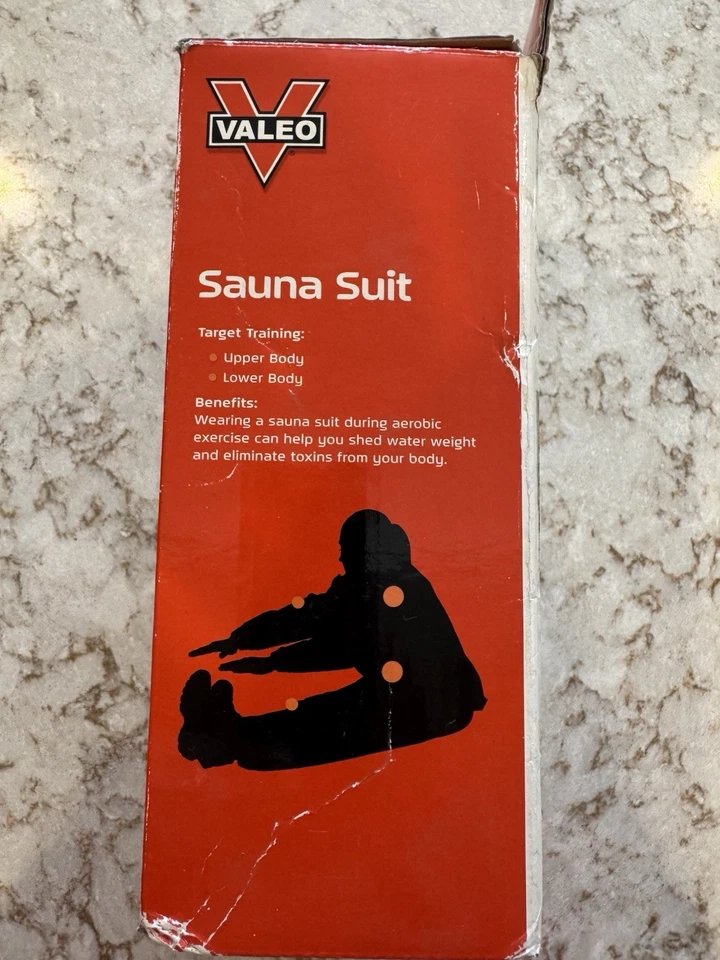 VALEO
Sauna Suit
Target Training:
Upper Body
Lower Body
Benefits:
Wearing a sauna suit during aerobic
exercise can help you shed water weight
and eliminate toxins from your body.